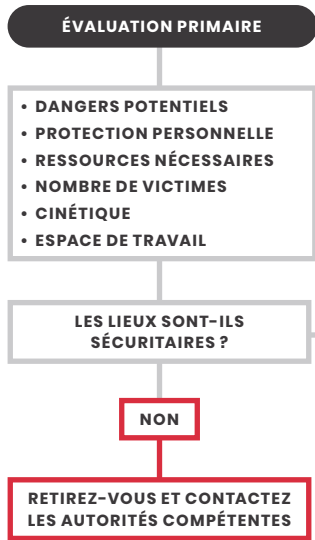 ÉVALUATION PRIMAIRE
• DANGERS POTENTIELS
• PROTECTION PERSONNELLE
• RESSOURCES NÉCESSAIRES
• NOMBRE DE VICTIMES
• CINÉTIQUE
• ESPACE DE TRAVAIL
LES LIEUX SONT-ILS
SÉCURITAIRES ?
NON
RETIREZ-VOUS ET CONTACTEZ
LES AUTORITÉS COMPÉTENTES